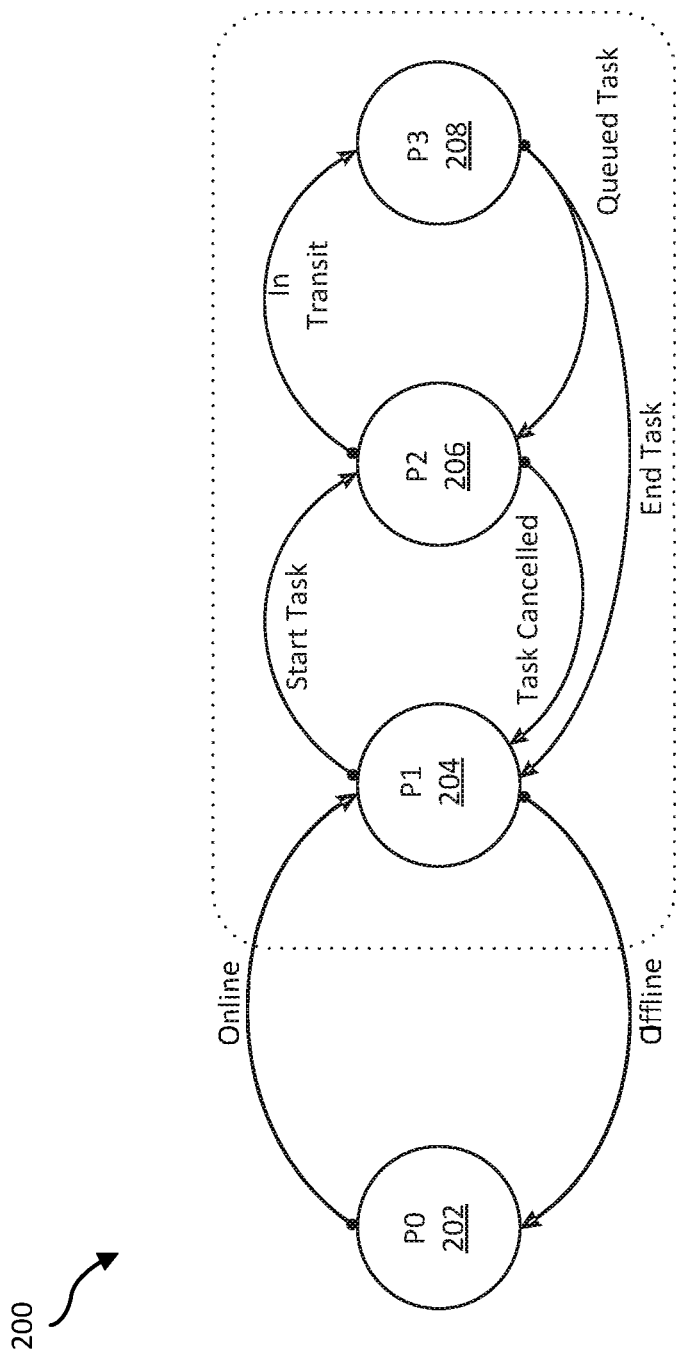 200
Online
Start Task
In
Transit
P0
202
P1
204
P2
206
P3
208
Task Cancelled
Queued Task
Offline
End Task